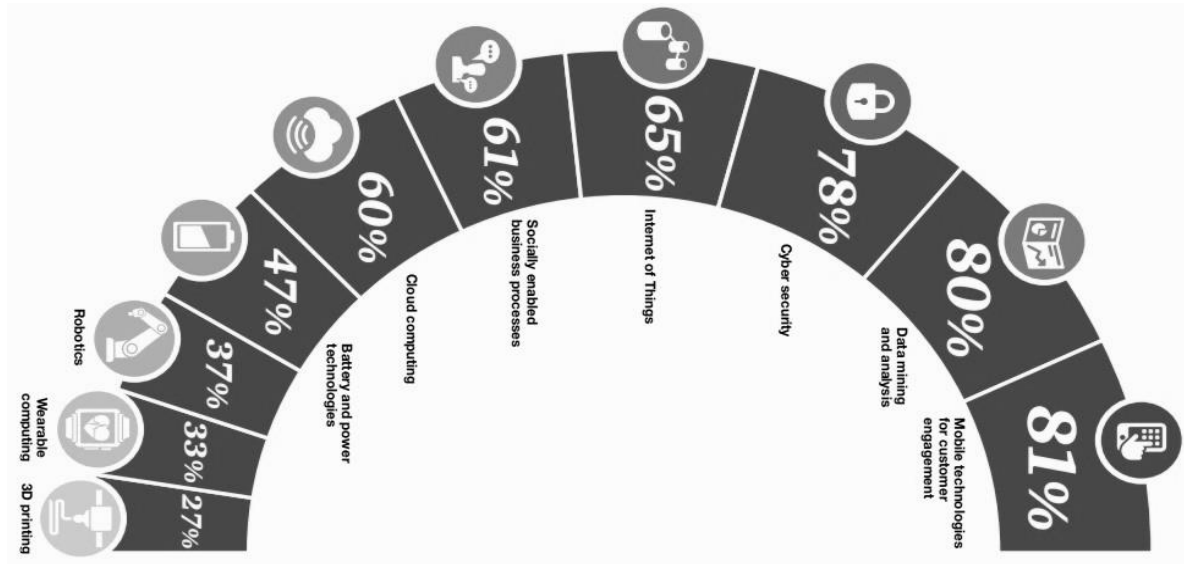 81%
Mobile technologies
for customer
engagement
80%
Data mining
and analysis
78%
Cyber security
65%
Internet of Things
61%
Socially enabled
business processes
60%
Cloud computing
47%
Battery and power
technologies
37%
Robotics
33%
Wearable
computing
27%
3D printing